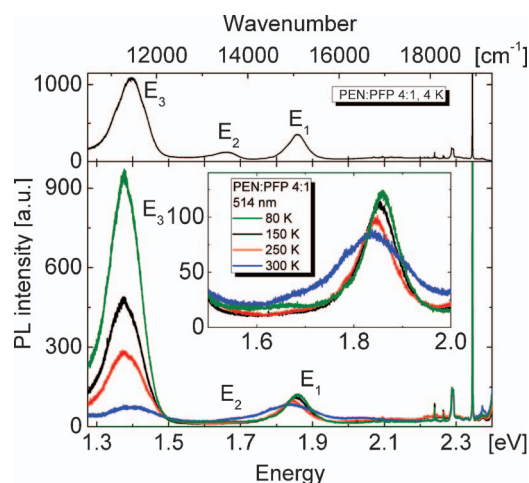 Wavenumber
12000 14000 16000 18000 [cm⁻¹]
1000
0
E₃
E₂
E₁
PEN:PFP 4:1, 4 K
PL intensity [a.u.]
900
600
300
0
E₃
E₂
E₁
100
50
0
PEN:PFP 4:1
514 nm
80 K
150 K
250 K
300 K
1.6 1.8 2.0
1.3 1.5 1.7 1.9 2.1 2.3 [eV]
Energy